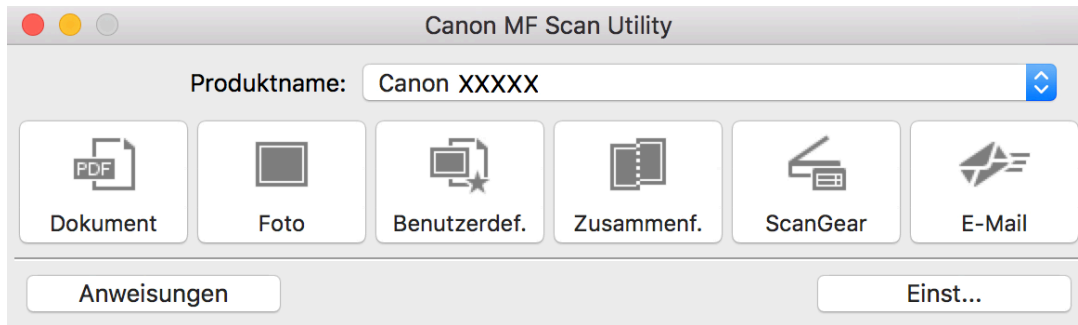 Canon MF Scan Utility
Produktname: Canon XXXXX
PDF
Dokument Foto Benutzerdef. Zusammenf. ScanGear E-Mail
Anweisungen Einst...